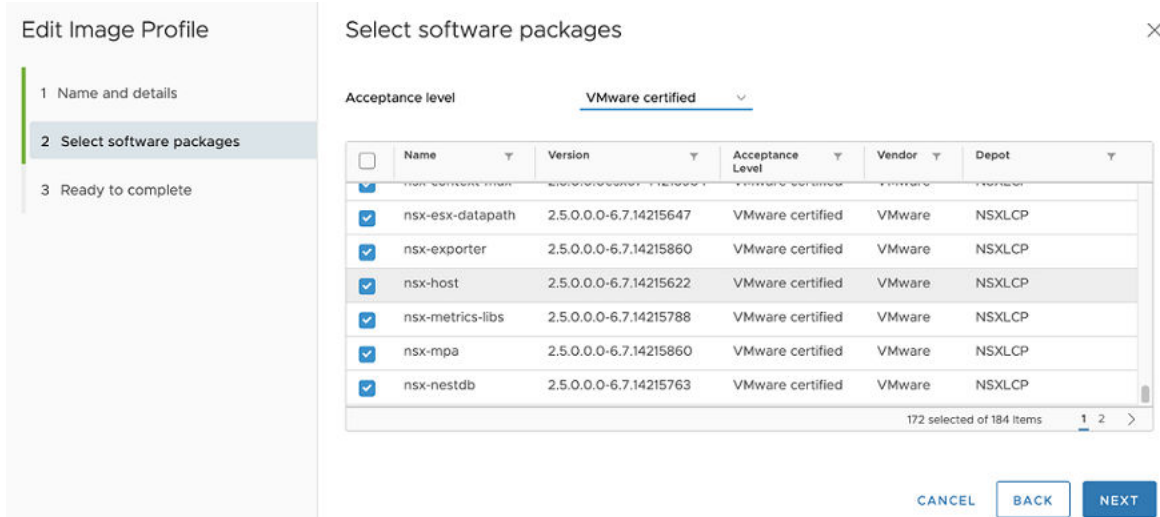 Edit Image Profile
1 Name and details
2 Select software packages
3 Ready to complete
Select software packages
Acceptance level VMware certified
Name Version Acceptance Level Vendor Depot
nsx-esx-datapath 2.5.0.0.0-6.7.14215647 VMware certified VMware NSXLCP
nsx-exporter 2.5.0.0.0-6.7.14215860 VMware certified VMware NSXLCP
nsx-host 2.5.0.0.0-6.7.14215622 VMware certified VMware NSXLCP
nsx-metrics-libs 2.5.0.0.0-6.7.14215788 VMware certified VMware NSXLCP
nsx-mpa 2.5.0.0.0-6.7.14215860 VMware certified VMware NSXLCP
nsx-nestdb 2.5.0.0.0-6.7.14215763 VMware certified VMware NSXLCP
172 selected of 184 Items 1 2
CANCEL BACK NEXT